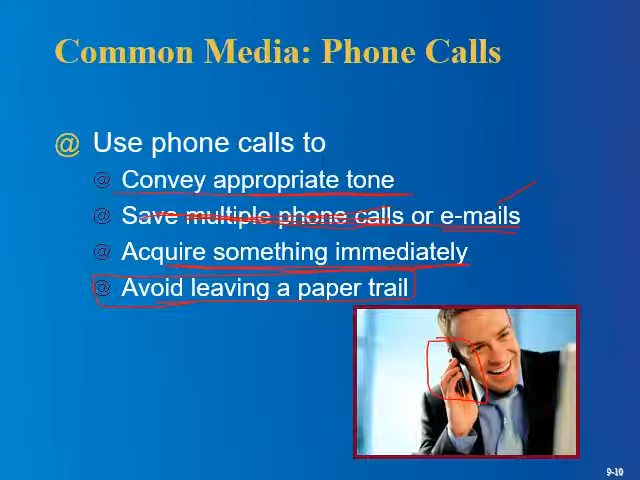 Common Media: Phone Calls
@ Use phone calls to
@ Convey appropriate tone
@ Save multiple phone calls or e-mails
@ Acquire something immediately
@ Avoid leaving a paper trail
9-10